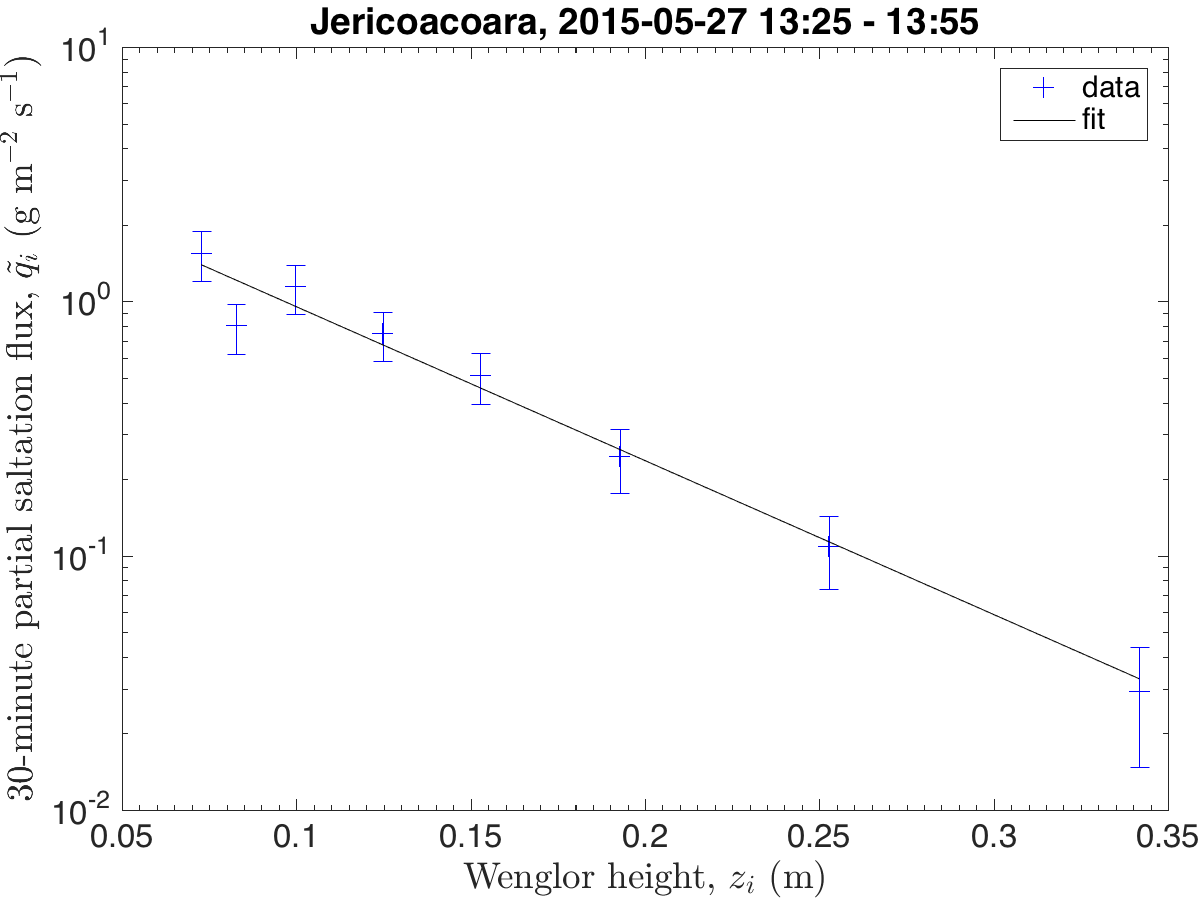 Jericoacoara, 2015-05-27 13:25 - 13:55
10^1
10^0
10^-1
10^-2
30-minute partial saltation flux, q̃_i (g m^−2 s^−1)
data
fit
0.05 0.1 0.15 0.2 0.25 0.3 0.35
Wenglor height, z_i (m)